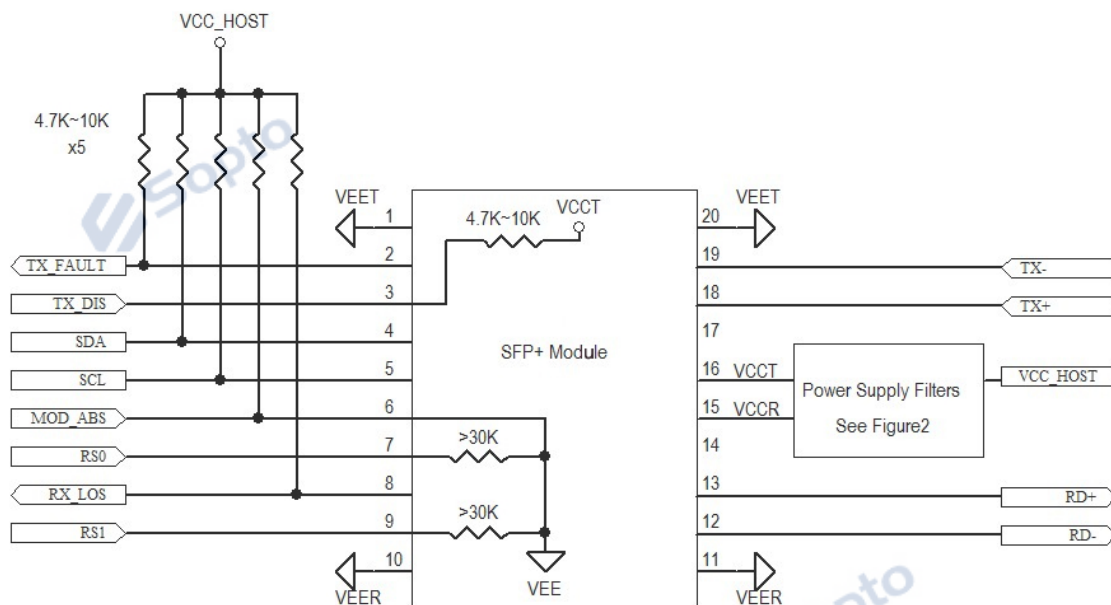 VCC_HOST
4.7K~10K
x5
Sopto
VEET
1
4.7K~10K
VCCT
20
VEET
TX_FAULT
2
19
TX-
TX_DIS
3
18
TX+
SDA
4
17
SFP+ Module
SCL
5
16
VCCT
Power Supply Filters
See Figure2
VCC_HOST
MOD_ABS
6
15
VCCR
RS0
7
>30K
14
RX_LOS
8
13
RD+
RS1
9
>30K
12
RD-
10
VEER
VEE
11
VEER
Sopto